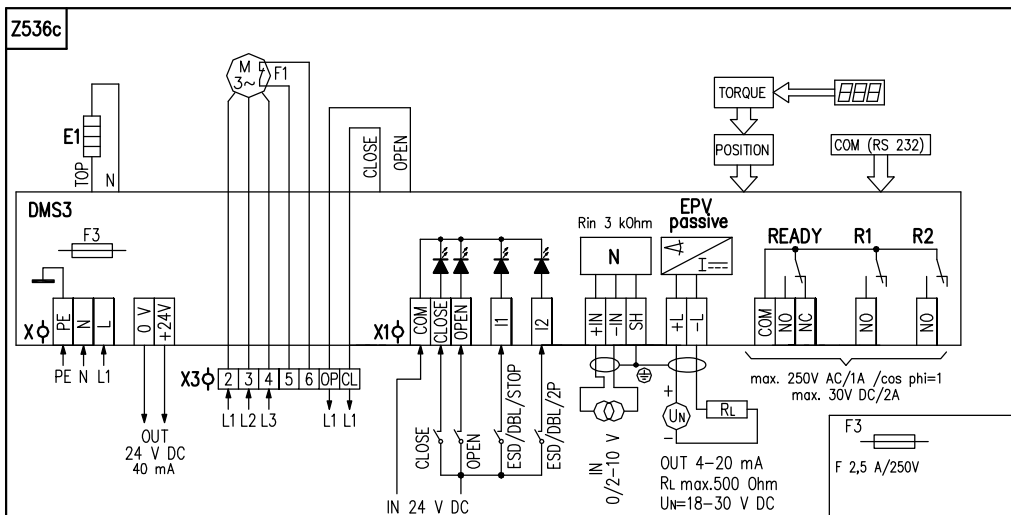 Z536c
M
3~
F1
E1
TOP
N
CLOSE
OPEN
TORQUE
POSITION
COM (RS 232)
DMS3
F3
Rin 3 kOhm
N
EPV
passive
I
READY
R1
R2
X
PE
N
L
0 V
+24V
X1
COM
CLOSE
OPEN
I1
I2
+IN
-IN
SH
+L
-L
COM
NO
NC
NO
NO
PE N L1
X3
2
3
4
5
6
OP
CL
L1 L2 L3
L1 L1
OUT
24 V DC
40 mA
CLOSE
OPEN
ESD/DBL/STOP
ESD/DBL/2P
IN 24 V DC
IN
0/2-10 V
+
UN
-
RL
OUT 4-20 mA
RL max.500 Ohm
UN=18-30 V DC
max. 250V AC/1A /cos phi=1
max. 30V DC/2A
F3
F 2,5 A/250V